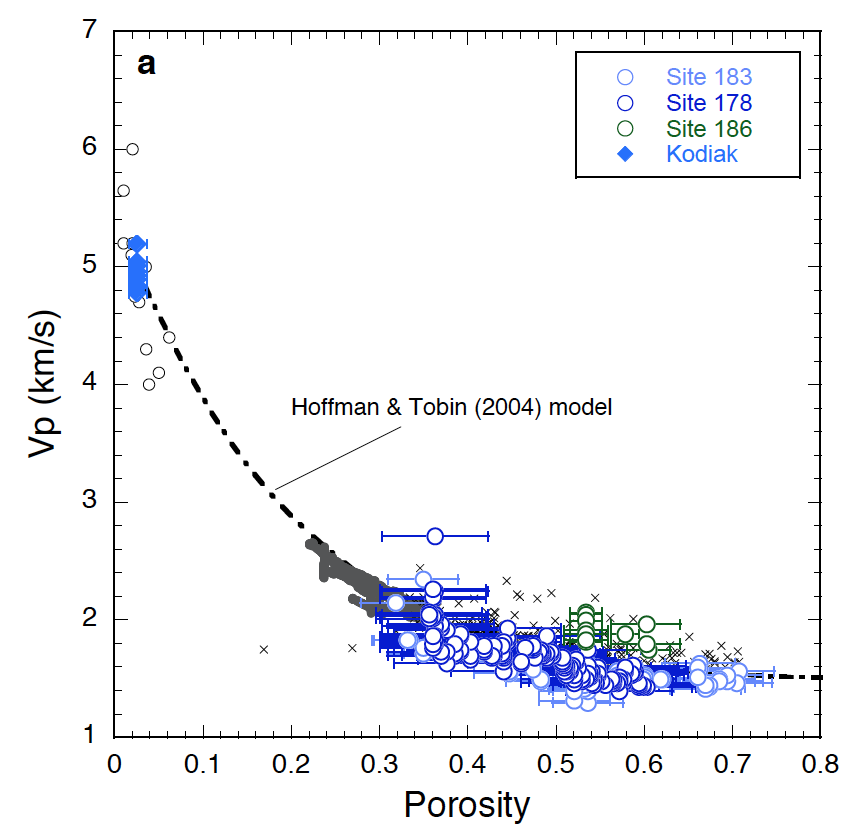 a
Site 183
Site 178
Site 186
Kodiak
Hoffman & Tobin (2004) model
Vp (km/s)
7
6
5
4
3
2
1
0 0.1 0.2 0.3 0.4 0.5 0.6 0.7 0.8
Porosity